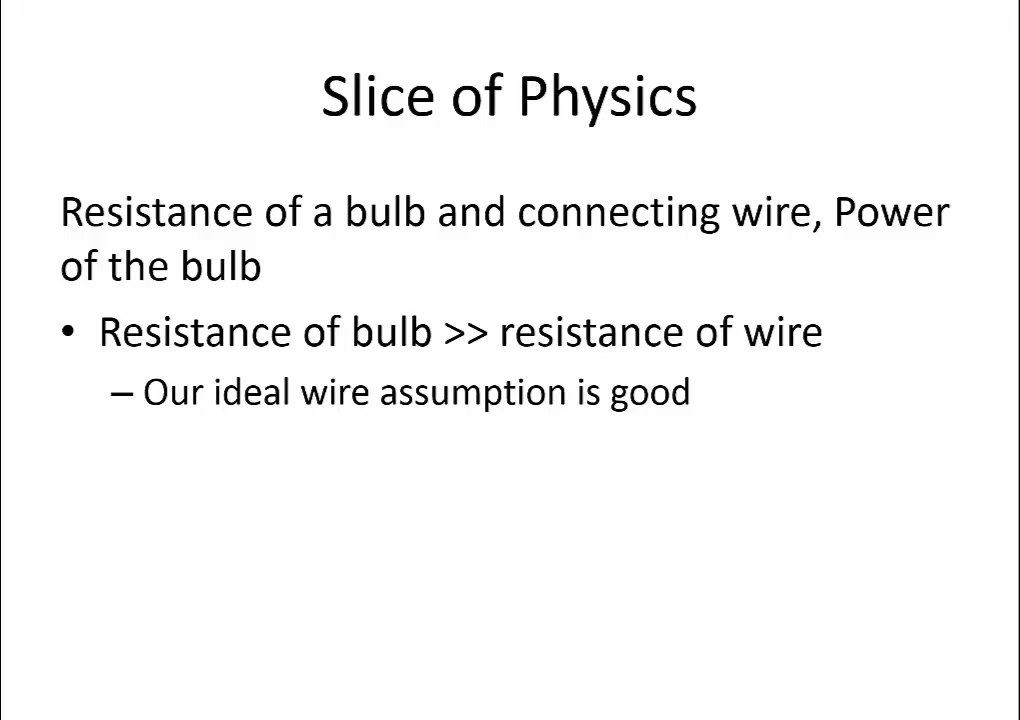 Slice of Physics
Resistance of a bulb and connecting wire, Power
of the bulb
• Resistance of bulb >> resistance of wire
– Our ideal wire assumption is good